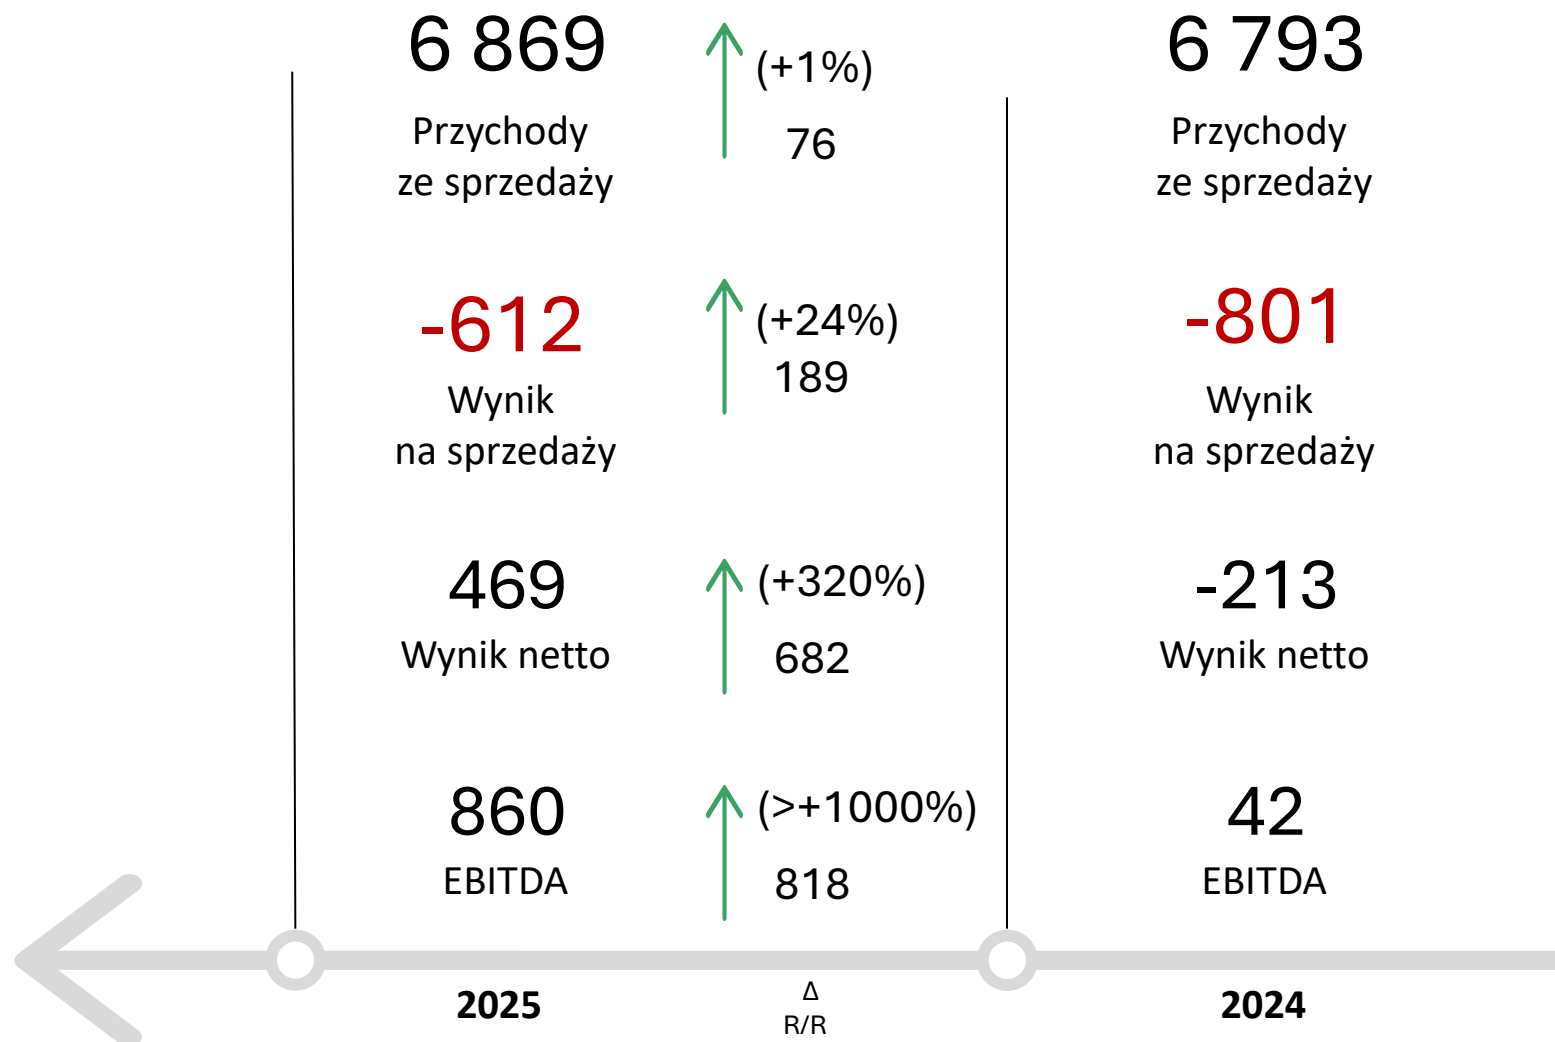 6 869
Przychody
ze sprzedaży
(+1%)
76
6 793
Przychody
ze sprzedaży
-612
Wynik
na sprzedaży
(+24%)
189
-801
Wynik
na sprzedaży
469
Wynik netto
(+320%)
682
-213
Wynik netto
860
EBITDA
(>+1000%)
818
42
EBITDA
2025
Δ
R/R
2024